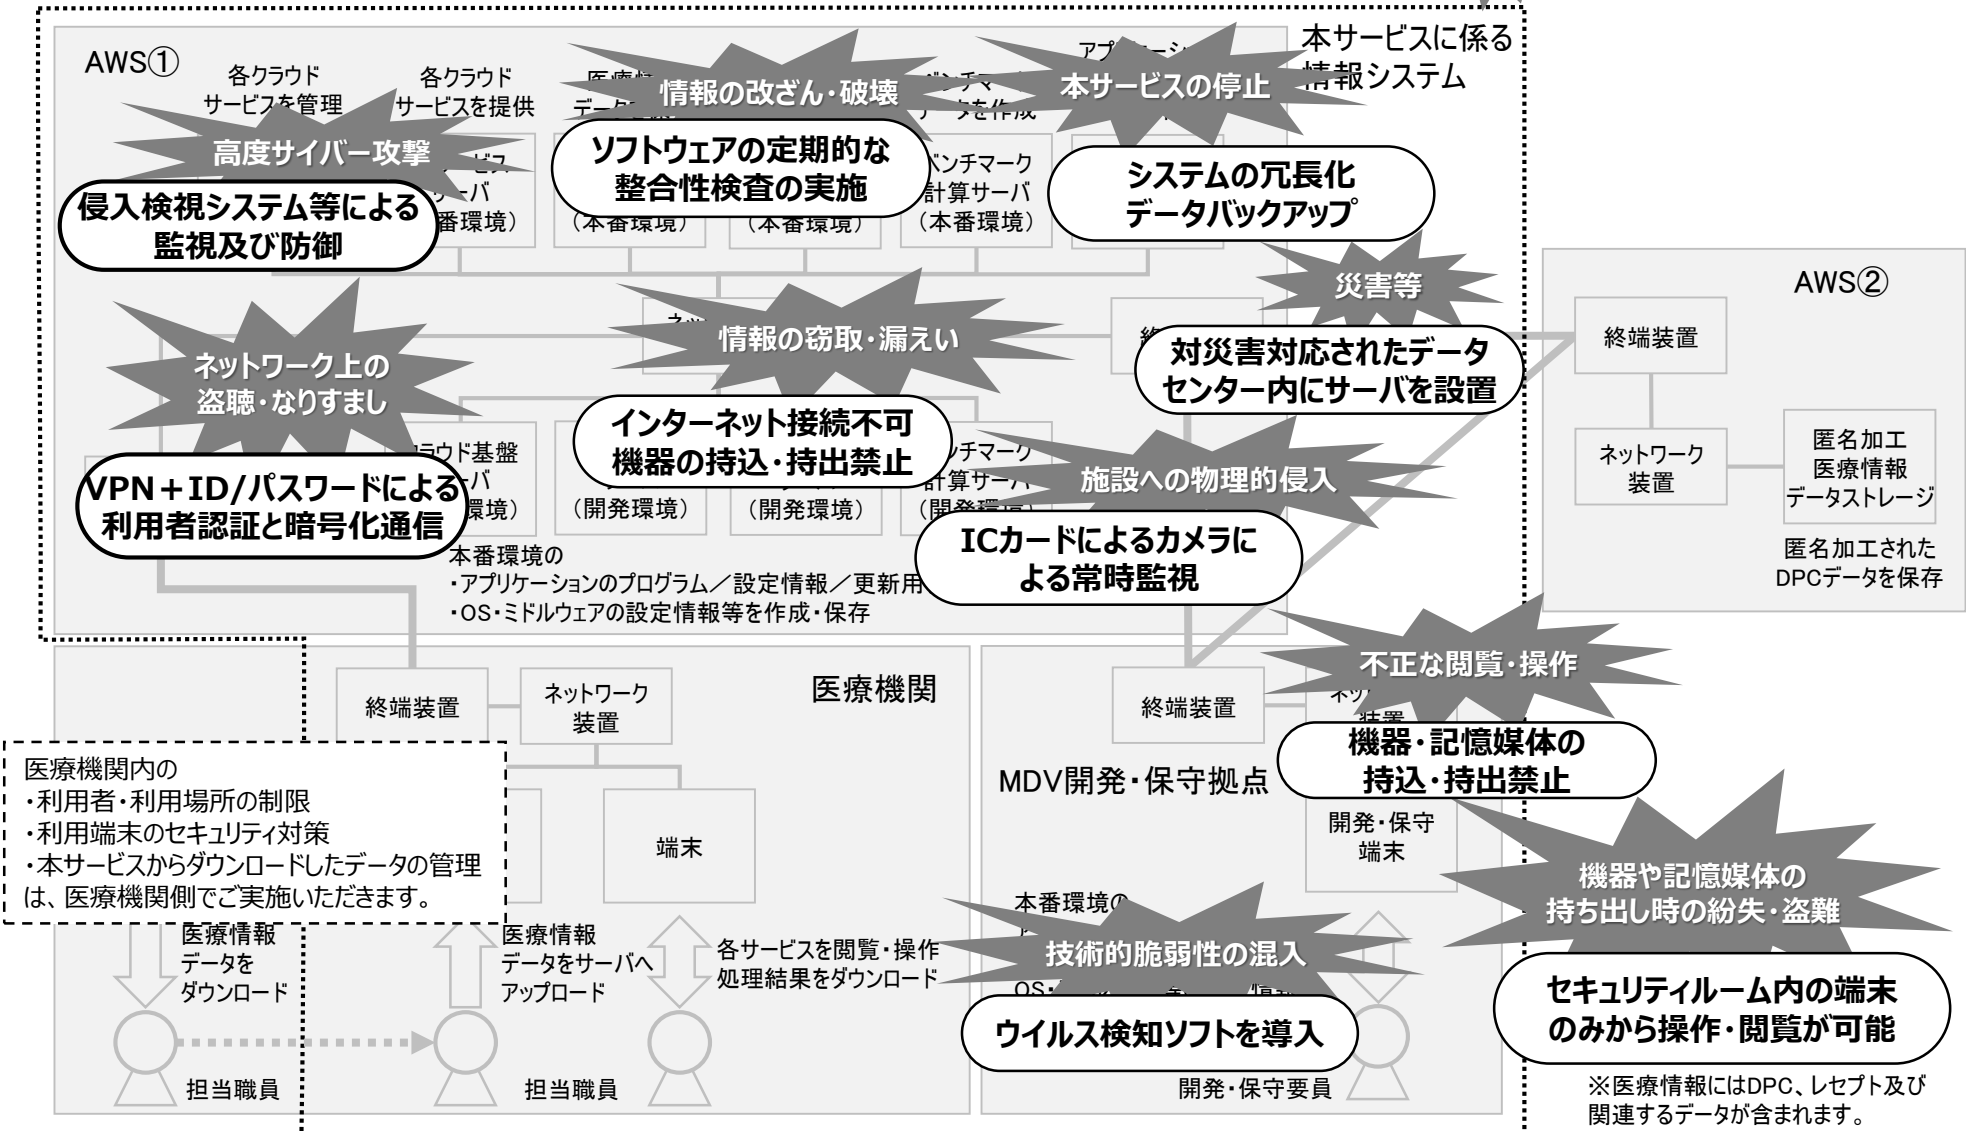 本サービスに係る
情報システム
AWS①
各クラウド
サービスを管理
各クラウド
サービスを提供
情報の改ざん・破壊
ソフトウェアの定期的な
整合性検査の実施
本サービスの停止
システムの冗長化
データバックアップ
高度サイバー攻撃
侵入検視システム等による
監視及び防御
番環境）
（本番環境）
（本番環境）
ベンチマーク
計算サーバ
（本番環境）
災害等
対災害対応されたデータ
センター内にサーバを設置
AWS②
終端装置
ネットワーク
装置
匿名加工
医療情報
データストレージ
匿名加工された
DPCデータを保存
ネットワーク上の
盗聴・なりすまし
VPN＋ID/パスワードによる
利用者認証と暗号化通信
情報の窃取・漏えい
インターネット接続不可
機器の持込・持出禁止
クラウド基盤
（開発環境）
（開発環境）
施設への物理的侵入
ICカードによるカメラに
よる常時監視
本番環境の
・アプリケーションのプログラム／設定情報／更新用
・OS・ミドルウェアの設定情報等を作成・保存
医療機関
終端装置
ネットワーク
装置
医療機関内の
・利用者・利用場所の制限
・利用端末のセキュリティ対策
・本サービスからダウンロードしたデータの管理
は、医療機関側でご実施いただきます。
端末
医療情報
データを
ダウンロード
医療情報
データをサーバへ
アップロード
各サービスを閲覧・操作
処理結果をダウンロード
担当職員
担当職員
終端装置
MDV開発・保守拠点
不正な閲覧・操作
機器・記憶媒体の
持込・持出禁止
開発・保守
端末
本番環境の
技術的脆弱性の混入
ウイルス検知ソフトを導入
開発・保守要員
機器や記憶媒体の
持ち出し時の紛失・盗難
セキュリティルーム内の端末
のみから操作・閲覧が可能
※医療情報にはDPC、レセプト及び
関連するデータが含まれます。